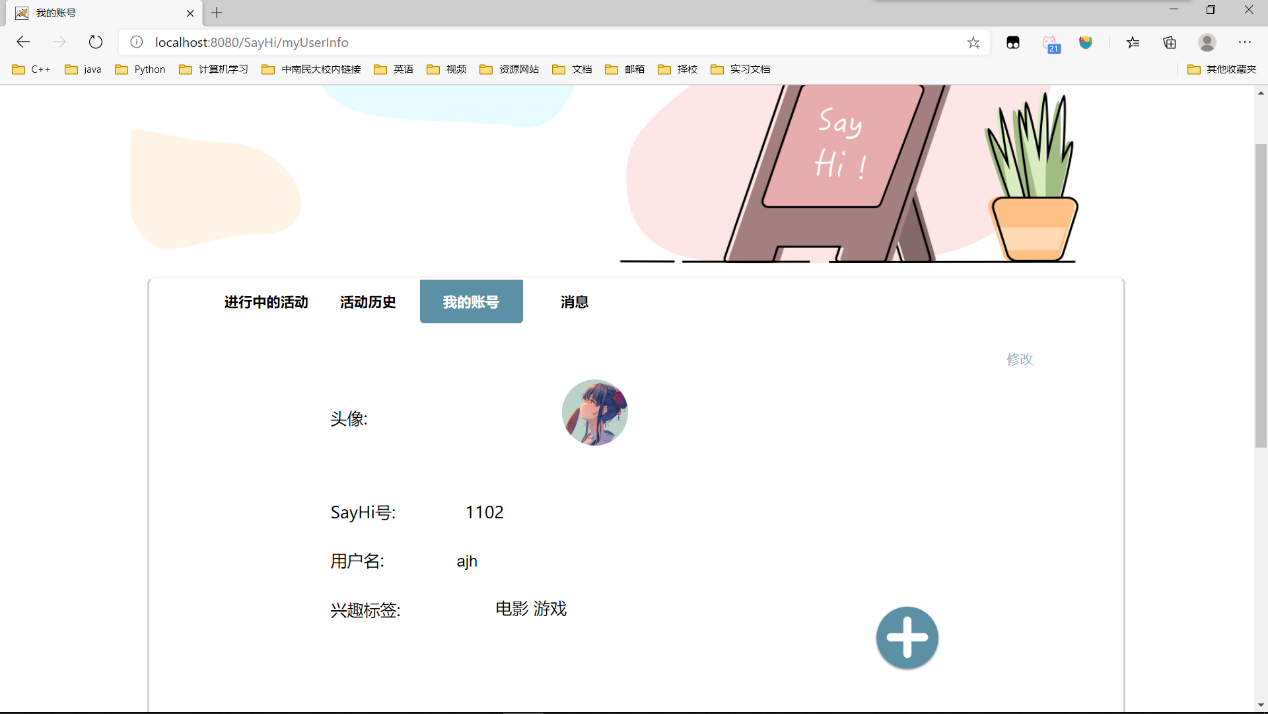 我的账号
localhost:8080/SayHi/myUserInfo
21
C++ java Python 计算机学习 中南民大校内链接 英语 视频 资源网站 文档 邮箱 择校 实习文档 其他收藏夹
Say
Hi !
进行中的活动 活动历史 我的账号 消息
修改
头像:
SayHi号: 1102
用户名: ajh
兴趣标签: 电影 游戏